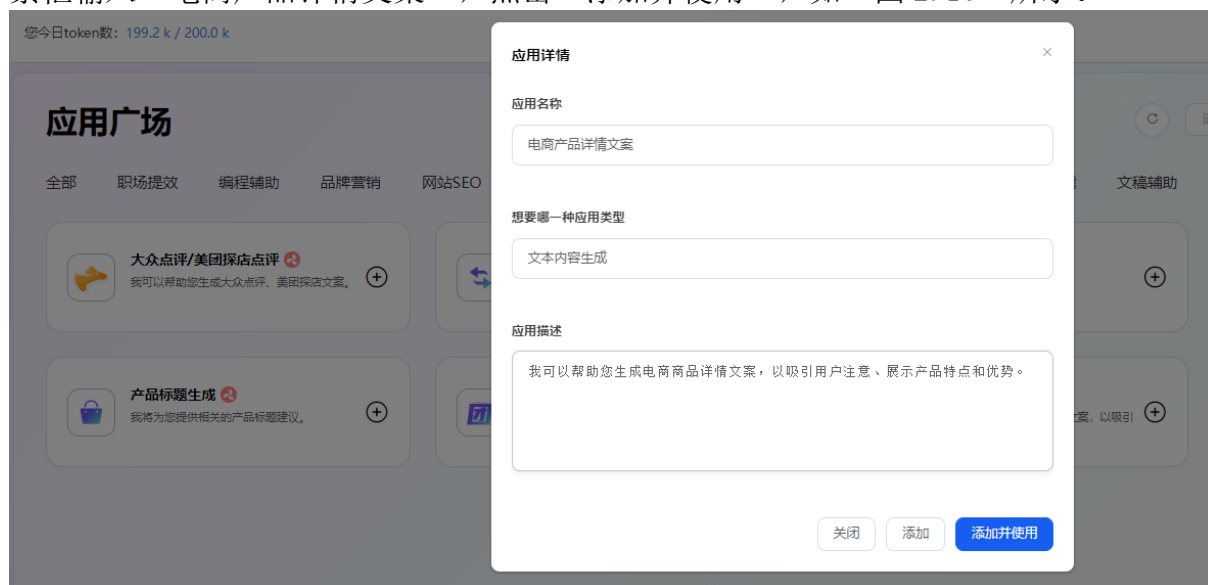 您今日token数：199.2 k / 200.0 k
应用详情
应用名称
应用广场
电商产品详情文案
全部 职场提效 编程辅助 品牌营销 网站SEO 文稿辅助
想要哪一种应用类型
文本内容生成
大众点评/美团探店点评
我可以帮助您生成大众点评、美团探店文案。
应用描述
我可以帮助您生成电商商品详情文案，以吸引用户注意、展示产品特点和优势。
产品标题生成
我将为您提供相关的产品标题建议。
案，以吸引
关闭 添加 添加并使用